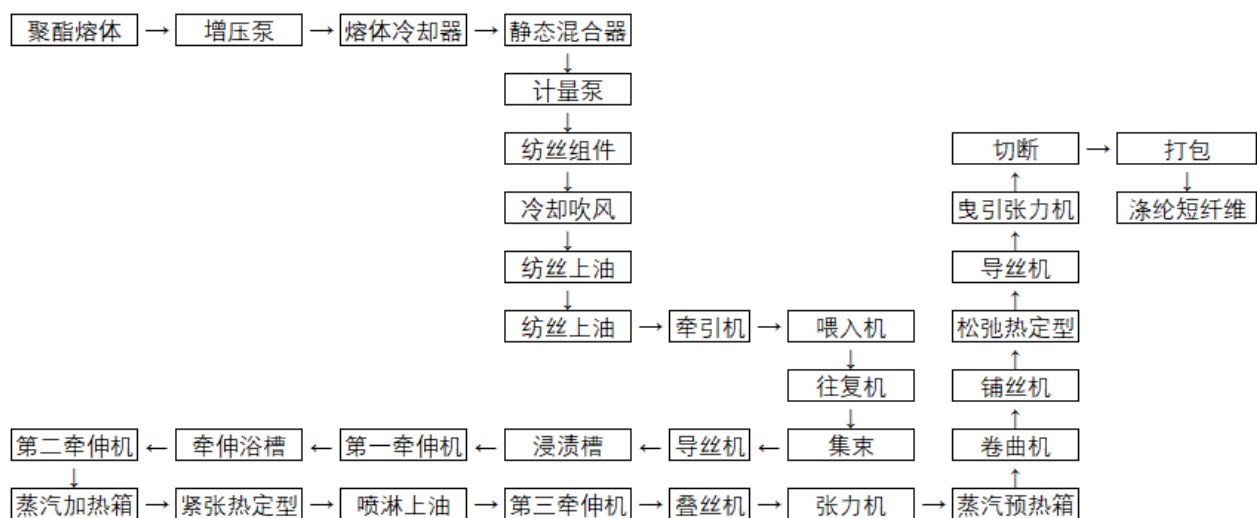 聚酯熔体 → 增压泵 → 熔体冷却器 → 静态混合器
↓
计量泵
↓
纺丝组件
↓
冷却吹风
↓
纺丝上油
↓
纺丝上油 → 牵引机 → 喂入机
↓
往复机
↓
集束
← 导丝机
← 浸渍槽
← 第一牵伸机
← 牵伸浴槽
← 第二牵伸机
↓
蒸汽加热箱 → 紧张热定型 → 喷淋上油 → 第三牵伸机 → 叠丝机 → 张力机 → 蒸汽预热箱
↑
卷曲机
↑
铺丝机
↑
松弛热定型
↑
导丝机
↑
曳引张力机
↑
切断 → 打包
↓
涤纶短纤维